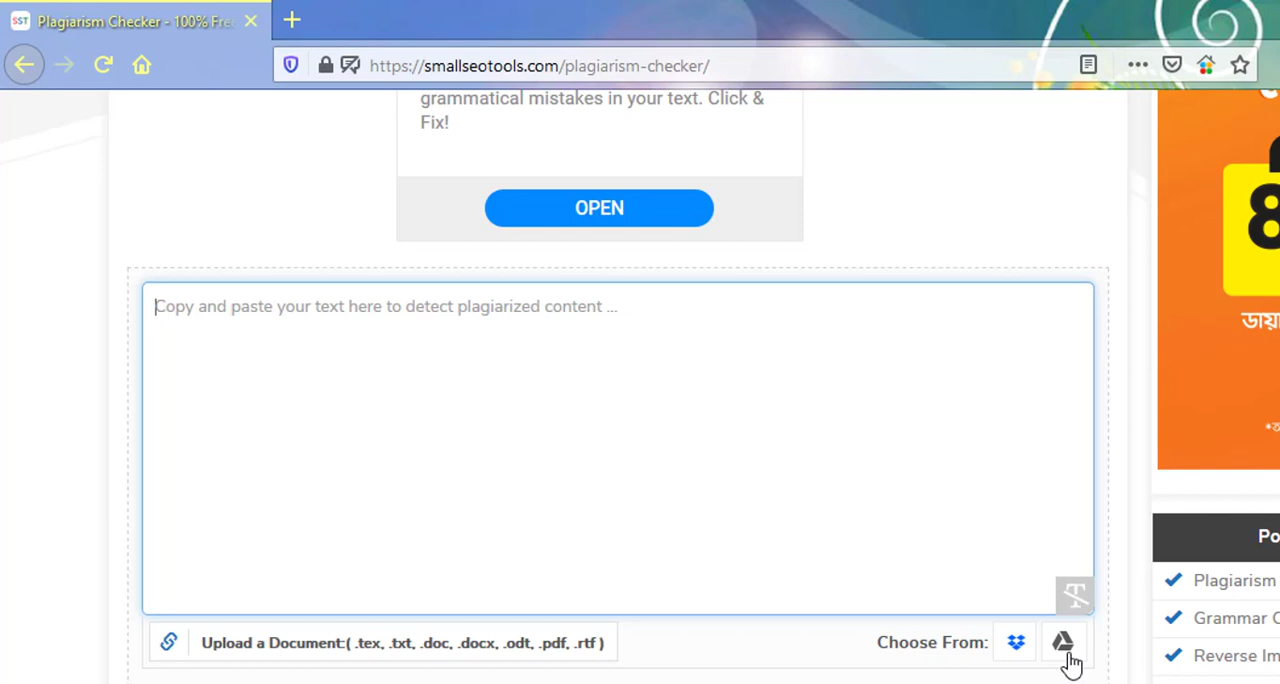 SST Plagiarism Checker - 100% Fre
https://smallseotools.com/plagiarism-checker/
grammatical mistakes in your text. Click &
Fix!
OPEN
Copy and paste your text here to detect plagiarized content ...
Upload a Document:( .tex, .txt, .doc, .docx, .odt, .pdf, .rtf )
Choose From:
৪
ডায়া
Po
Plagiarism
Grammar C
Reverse Im